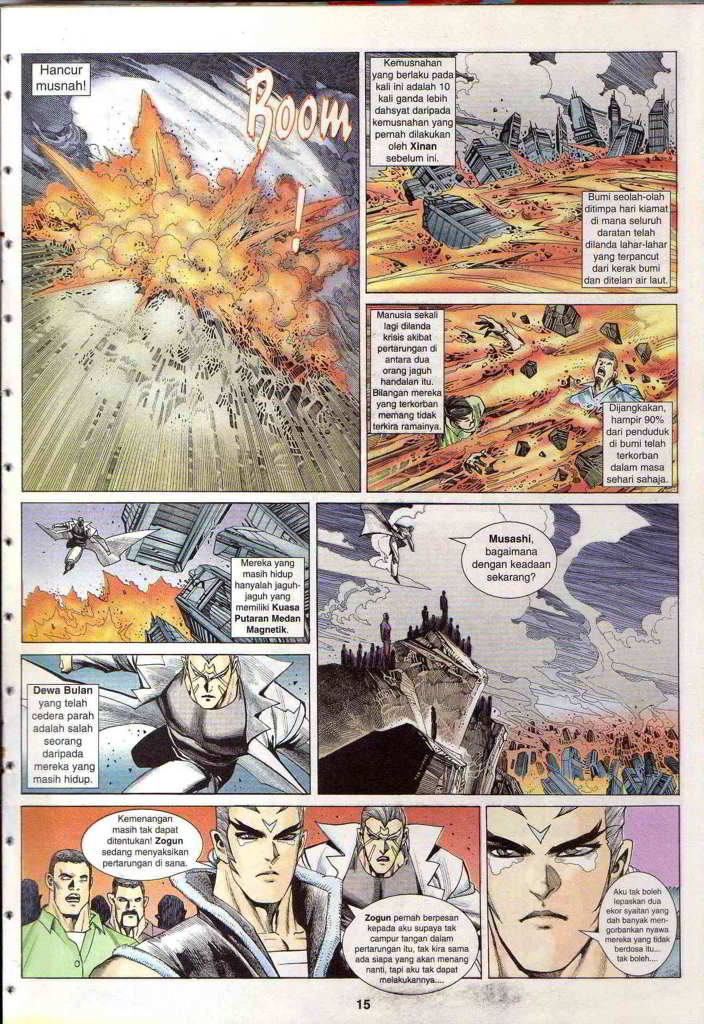 Hancur
musnah!
Boom
!
Kemusnahan
yang berlaku pada
kali ini adalah 10
kali ganda lebih
dahsyat daripada
kemusnahan yang
pernah dilakukan
oleh Xinan
sebelum ini.
Bumi seolah-olah
ditimpa hari kiamat
di mana seluruh
daratan telah
dilanda lahar-lahar
yang terpancut
dari kerak bumi
dan ditelan air laut.
Manusia sekali
lagi dilanda
krisis akibat
pertarungan di
antara dua
orang jaguh
handalan itu.
Bilangan mereka
yang terkorban
memang tidak
terkira ramainya.
Dijangkakan,
hampir 90%
dari penduduk
di bumi telah
terkorban
dalam masa
sehari sahaja.
Mereka yang
masih hidup
hanyalah jaguh-
jaguh yang
memiliki Kuasa
Putaran Medan
Magnetik.
Musashi,
bagaimana
dengan keadaan
sekarang?
Dewa Bulan
yang telah
cedera parah
adalah salah
seorang
daripada
mereka yang
masih hidup.
Kemenangan
masih tak dapat
ditentukan! Zogun
sedang menyaksikan
pertarungan di sana.
Zogun pernah berpesan
kepada aku supaya tak
campur tangan dalam
pertarungan itu, tak kira sama
ada siapa yang akan menang
nanti, tapi aku tak dapat
melakukannya....
Aku tak boleh
lepaskan dua
ekor syaitan yang
dah banyak men-
gorbankan nyawa
mereka yang tidak
berdosa itu...
tak boleh....
15